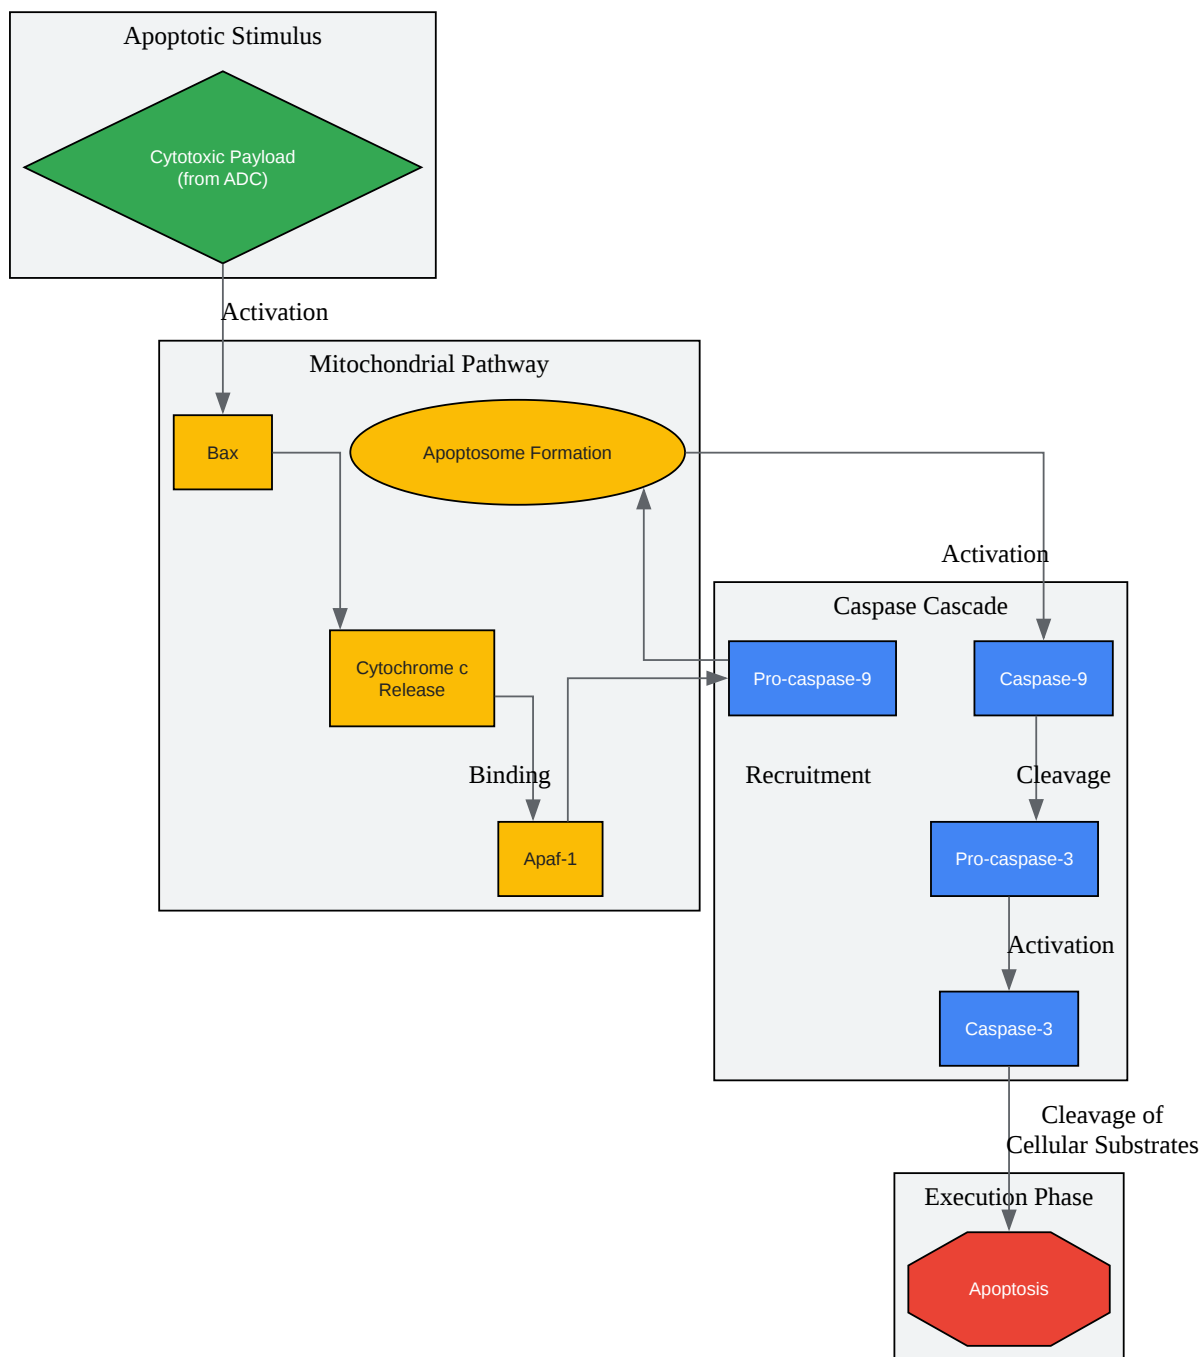 Apoptotic Stimulus
Cytotoxic Payload
(from ADC)
Activation
Mitochondrial Pathway
Bax
Apoptosome Formation
Activation
Caspase Cascade
Cytochrome c
Release
Pro-caspase-9
Caspase-9
Binding
Recruitment
Cleavage
Apaf-1
Pro-caspase-3
Activation
Caspase-3
Cleavage of
Cellular Substrates
Execution Phase
Apoptosis